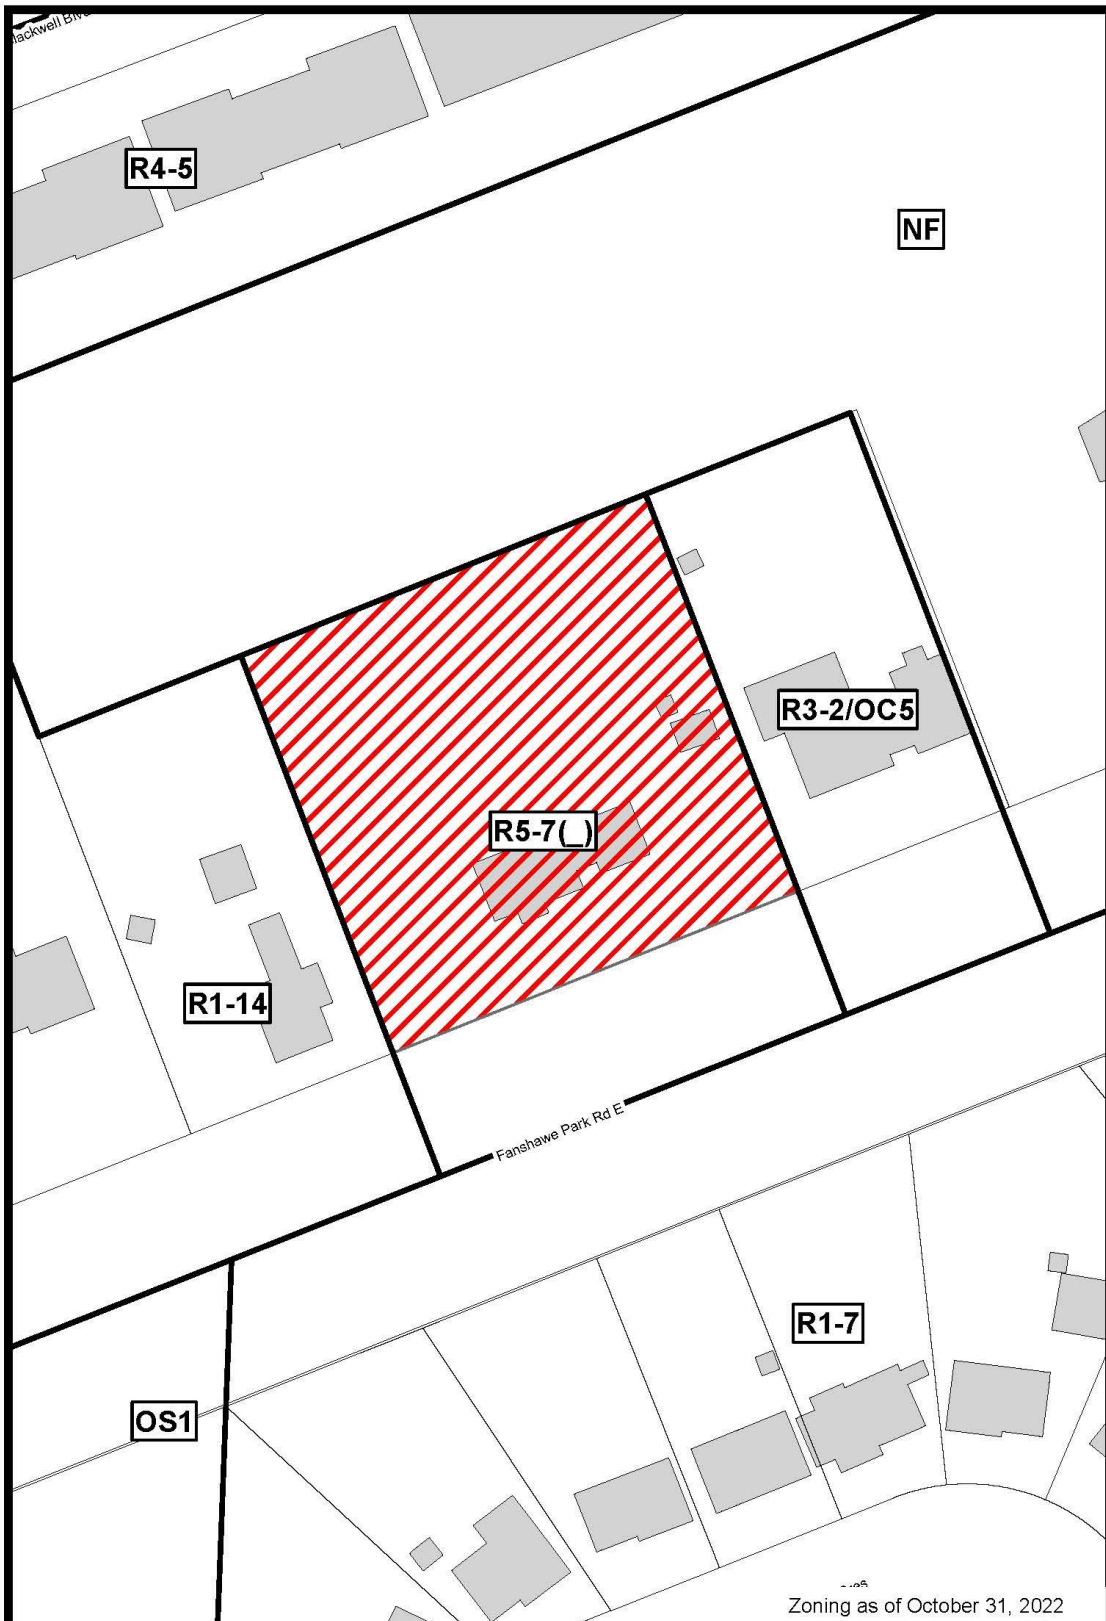 R4-5
NF
R3-2/OC5
R5-7(_)
R1-14
Fanshawe Park Rd E
R1-7
OS1
Zoning as of October 31, 2022